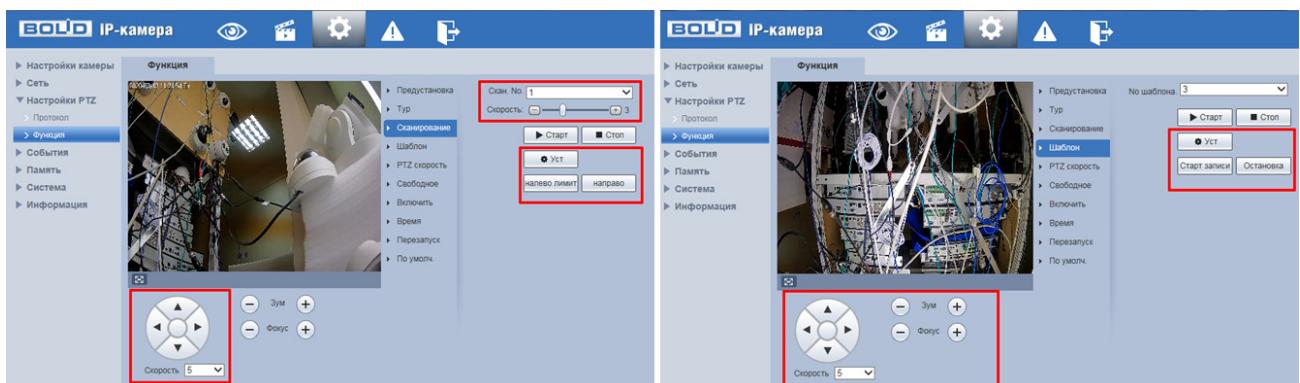 BOLID IP-камера
Настройки камеры
Сеть
Настройки PTZ
Протокол
Функция
События
Память
Система
Информация
Функция
Предустановка
Тур
Сканирование
Шаблон
PTZ скорость
Свободное
Включить
Время
Перезапуск
По умолч.
Скан. No. 1
Скорость: 3
Старт Стоп
Уст
налево лимит направо
Зум
Фокус
Скорость 5
BOLID IP-камера
Настройки камеры
Сеть
Настройки PTZ
Протокол
Функция
События
Память
Система
Информация
Функция
Предустановка
Тур
Сканирование
Шаблон
PTZ скорость
Свободное
Включить
Время
Перезапуск
По умолч.
No шаблона 3
Старт Стоп
Уст
Старт записи Остановка
Зум
Фокус
Скорость 5